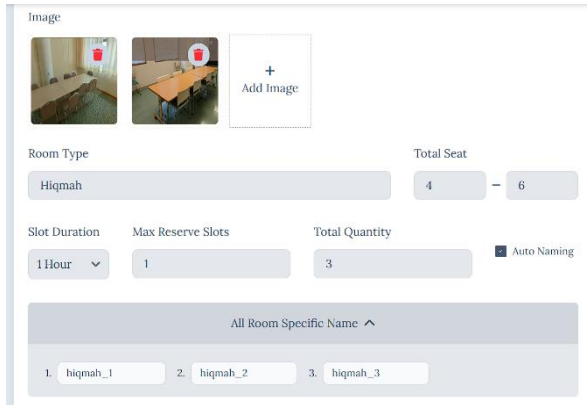 Image
+
Add Image
Room Type
Total Seat
Hiqmah
4 – 6
Slot Duration
Max Reserve Slots
Total Quantity
1 Hour
1
3
Auto Naming
All Room Specific Name
1. hiqmah_1
2. hiqmah_2
3. hiqmah_3